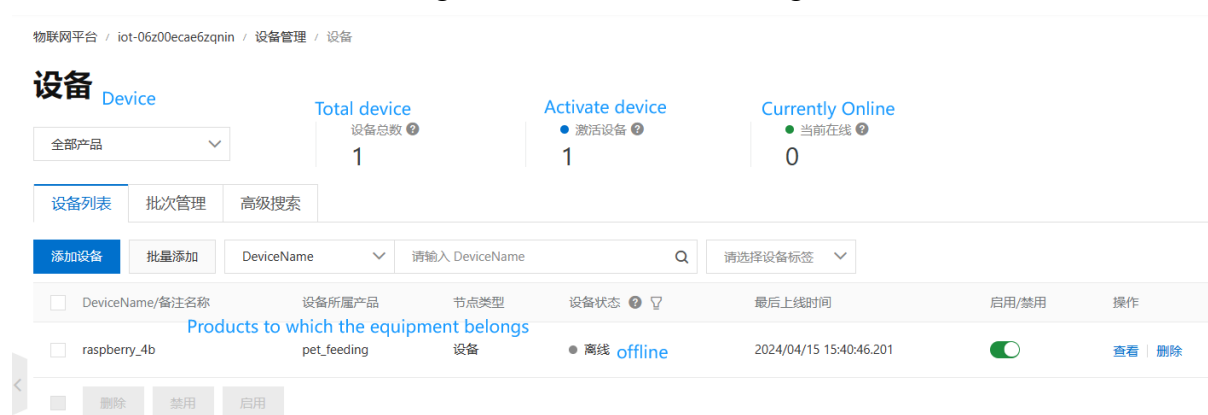 物联网平台 / iot-06z00ecae6zqnin / 设备管理 / 设备
设备 Device
Total device Activate device Currently Online
全部产品 设备总数 激活设备 当前在线
1 1 0
设备列表 批次管理 高级搜索
添加设备 批量添加 DeviceName 请输入 DeviceName 请选择设备标签
DeviceName/备注名称 设备所属产品 节点类型 设备状态 最后上线时间 启用/禁用 操作
Products to which the equipment belongs
raspberry_4b pet_feeding 设备 离线 offline 2024/04/15 15:40:46.201 查看 删除
删除 禁用 启用